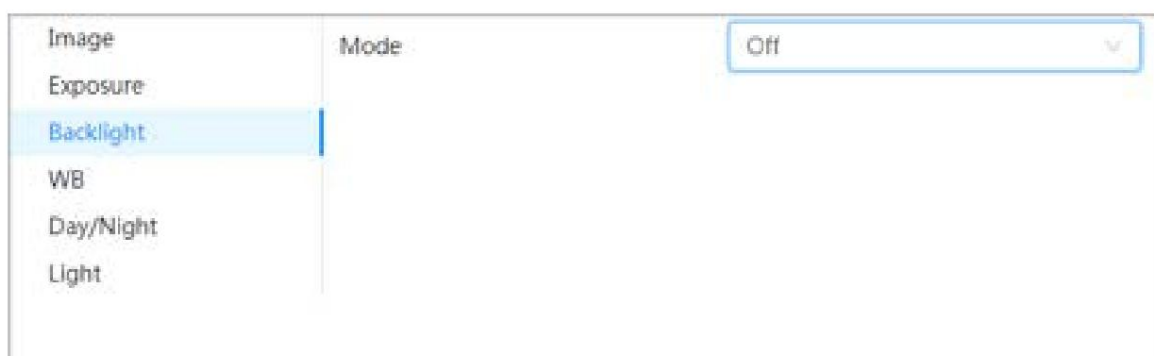 Image
Exposure
Backlight
WB
Day/Night
Light
Mode
Off